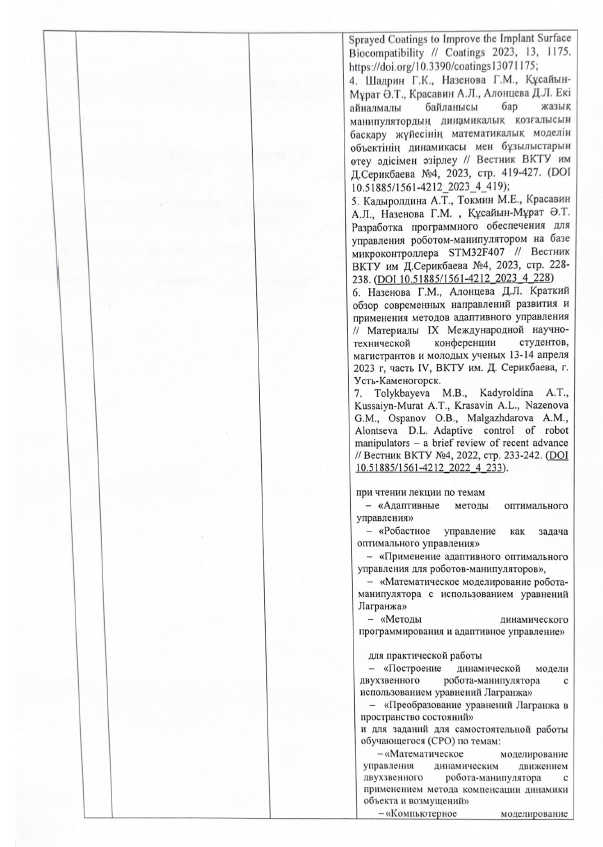 Sprayed Coatings to Improve the Implant Surface
Biocompatibility // Coatings 2023, 13, 1175.
https://doi.org/10.3390/coatings13071175;
4. Шадрин Г.К., Назенова Г.М., Құсайын-
Мұрат Ә.Т., Красавин А.Л., Алонцева Д.Л. Екі
айналмалы байланысы бар жазық
манипулятордың динамикалық қозғалысын
басқару жүйесінің математикалық моделін
объектінің динамикасы мен бұзылыстарын
өтеу әдісімен әзірлеу // Вестник ВКТУ им
Д.Серикбаева №4, 2023, стр. 419-427. (DOI
10.51885/1561-4212_2023_4_419);
5. Кадыролдина А.Т., Токмин М.Е., Красавин
А.Л., Назенова Г.М. , Құсайын-Мұрат Ә.Т.
Разработка программного обеспечения для
управления роботом-манипулятором на базе
микроконтроллера STM32F407 // Вестник
ВКТУ им Д.Серикбаева №4, 2023, стр. 228-
238. (DOI 10.51885/1561-4212_2023_4_228)
6. Назенова Г.М., Алонцева Д.Л. Краткий
обзор современных направлений развития и
применения методов адаптивного управления
// Материалы IX Международной научно-
технической конференции студентов,
магистрантов и молодых ученых 13-14 апреля
2023 г, часть IV, ВКТУ им. Д. Серикбаева, г.
Усть-Каменогорск.
7. Tolykbayeva M.B., Kadyroldina A.T.,
Kussaiyn-Murat A.T., Krasavin A.L., Nazenova
G.M., Ospanov O.B., Malgazhdarova A.M.,
Alontseva D.L. Adaptive control of robot
manipulators – a brief review of recent advance
// Вестник ВКТУ №4, 2022, стр. 233-242. (DOI
10.51885/1561-4212_2022_4_233).
при чтении лекции по темам
– «Адаптивные методы оптимального
управления»
– «Робастное управление как задача
оптимального управления»
– «Применение адаптивного оптимального
управления для роботов-манипуляторов»,
– «Математическое моделирование робота-
манипулятора с использованием уравнений
Лагранжа»
– «Методы динамического
программирования и адаптивное управление»
для практической работы
– «Построение динамической модели
двухзвенного робота-манипулятора с
использованием уравнений Лагранжа»
– «Преобразование уравнений Лагранжа в
пространство состояний»
и для заданий для самостоятельной работы
обучающегося (СРО) по темам:
–«Математическое моделирование
управления динамическим движением
двухзвенного робота-манипулятора с
применением метода компенсации динамики
объекта и возмущений»
–«Компьютерное моделирование